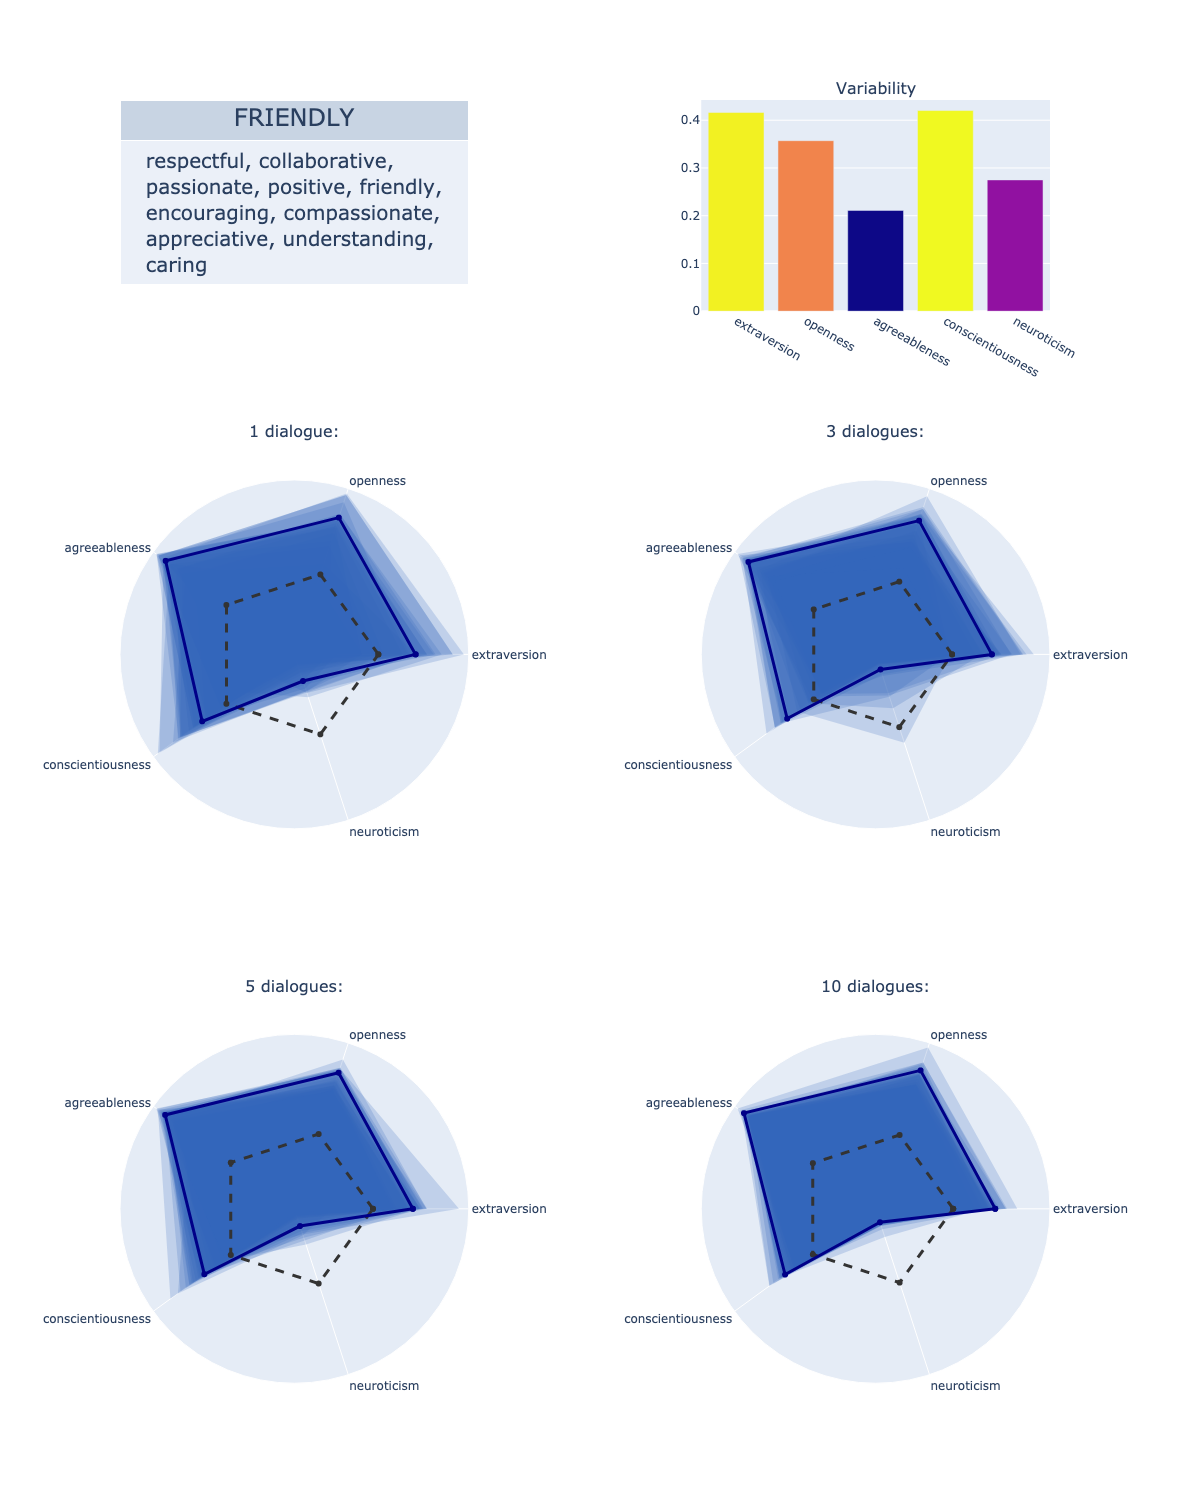 FRIENDLY
respectful, collaborative,
passionate, positive, friendly,
encouraging, compassionate,
appreciative, understanding,
caring
Variability
0.4
0.3
0.2
0.1
0
extraversion
openness
agreeableness
conscientiousness
neuroticism
1 dialogue:
openness
agreeableness
extraversion
conscientiousness
neuroticism
3 dialogues:
openness
agreeableness
extraversion
conscientiousness
neuroticism
5 dialogues:
openness
agreeableness
extraversion
conscientiousness
neuroticism
10 dialogues:
openness
agreeableness
extraversion
conscientiousness
neuroticism